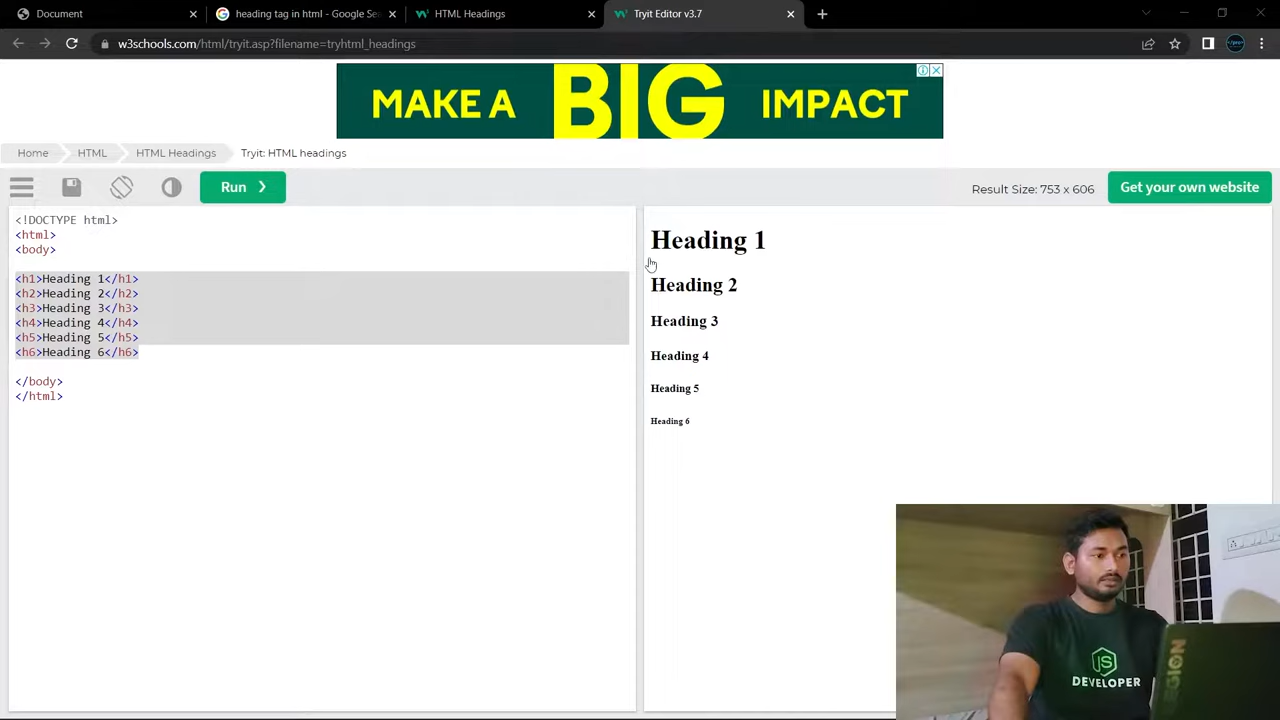 Document
heading tag in html - Google Se
HTML Headings
Tryit Editor v3.7
w3schools.com/html/tryit.asp?filename=tryhtml_headings
MAKE A BIG IMPACT
Home
HTML
HTML Headings
Tryit: HTML headings
Run
Result Size: 753 x 606
Get your own website
<!DOCTYPE html>
<html>
<body>
<h1>Heading 1</h1>
<h2>Heading 2</h2>
<h3>Heading 3</h3>
<h4>Heading 4</h4>
<h5>Heading 5</h5>
<h6>Heading 6</h6>
</body>
</html>
Heading 1
Heading 2
Heading 3
Heading 4
Heading 5
Heading 6
JS
DEVELOPER
LEGION